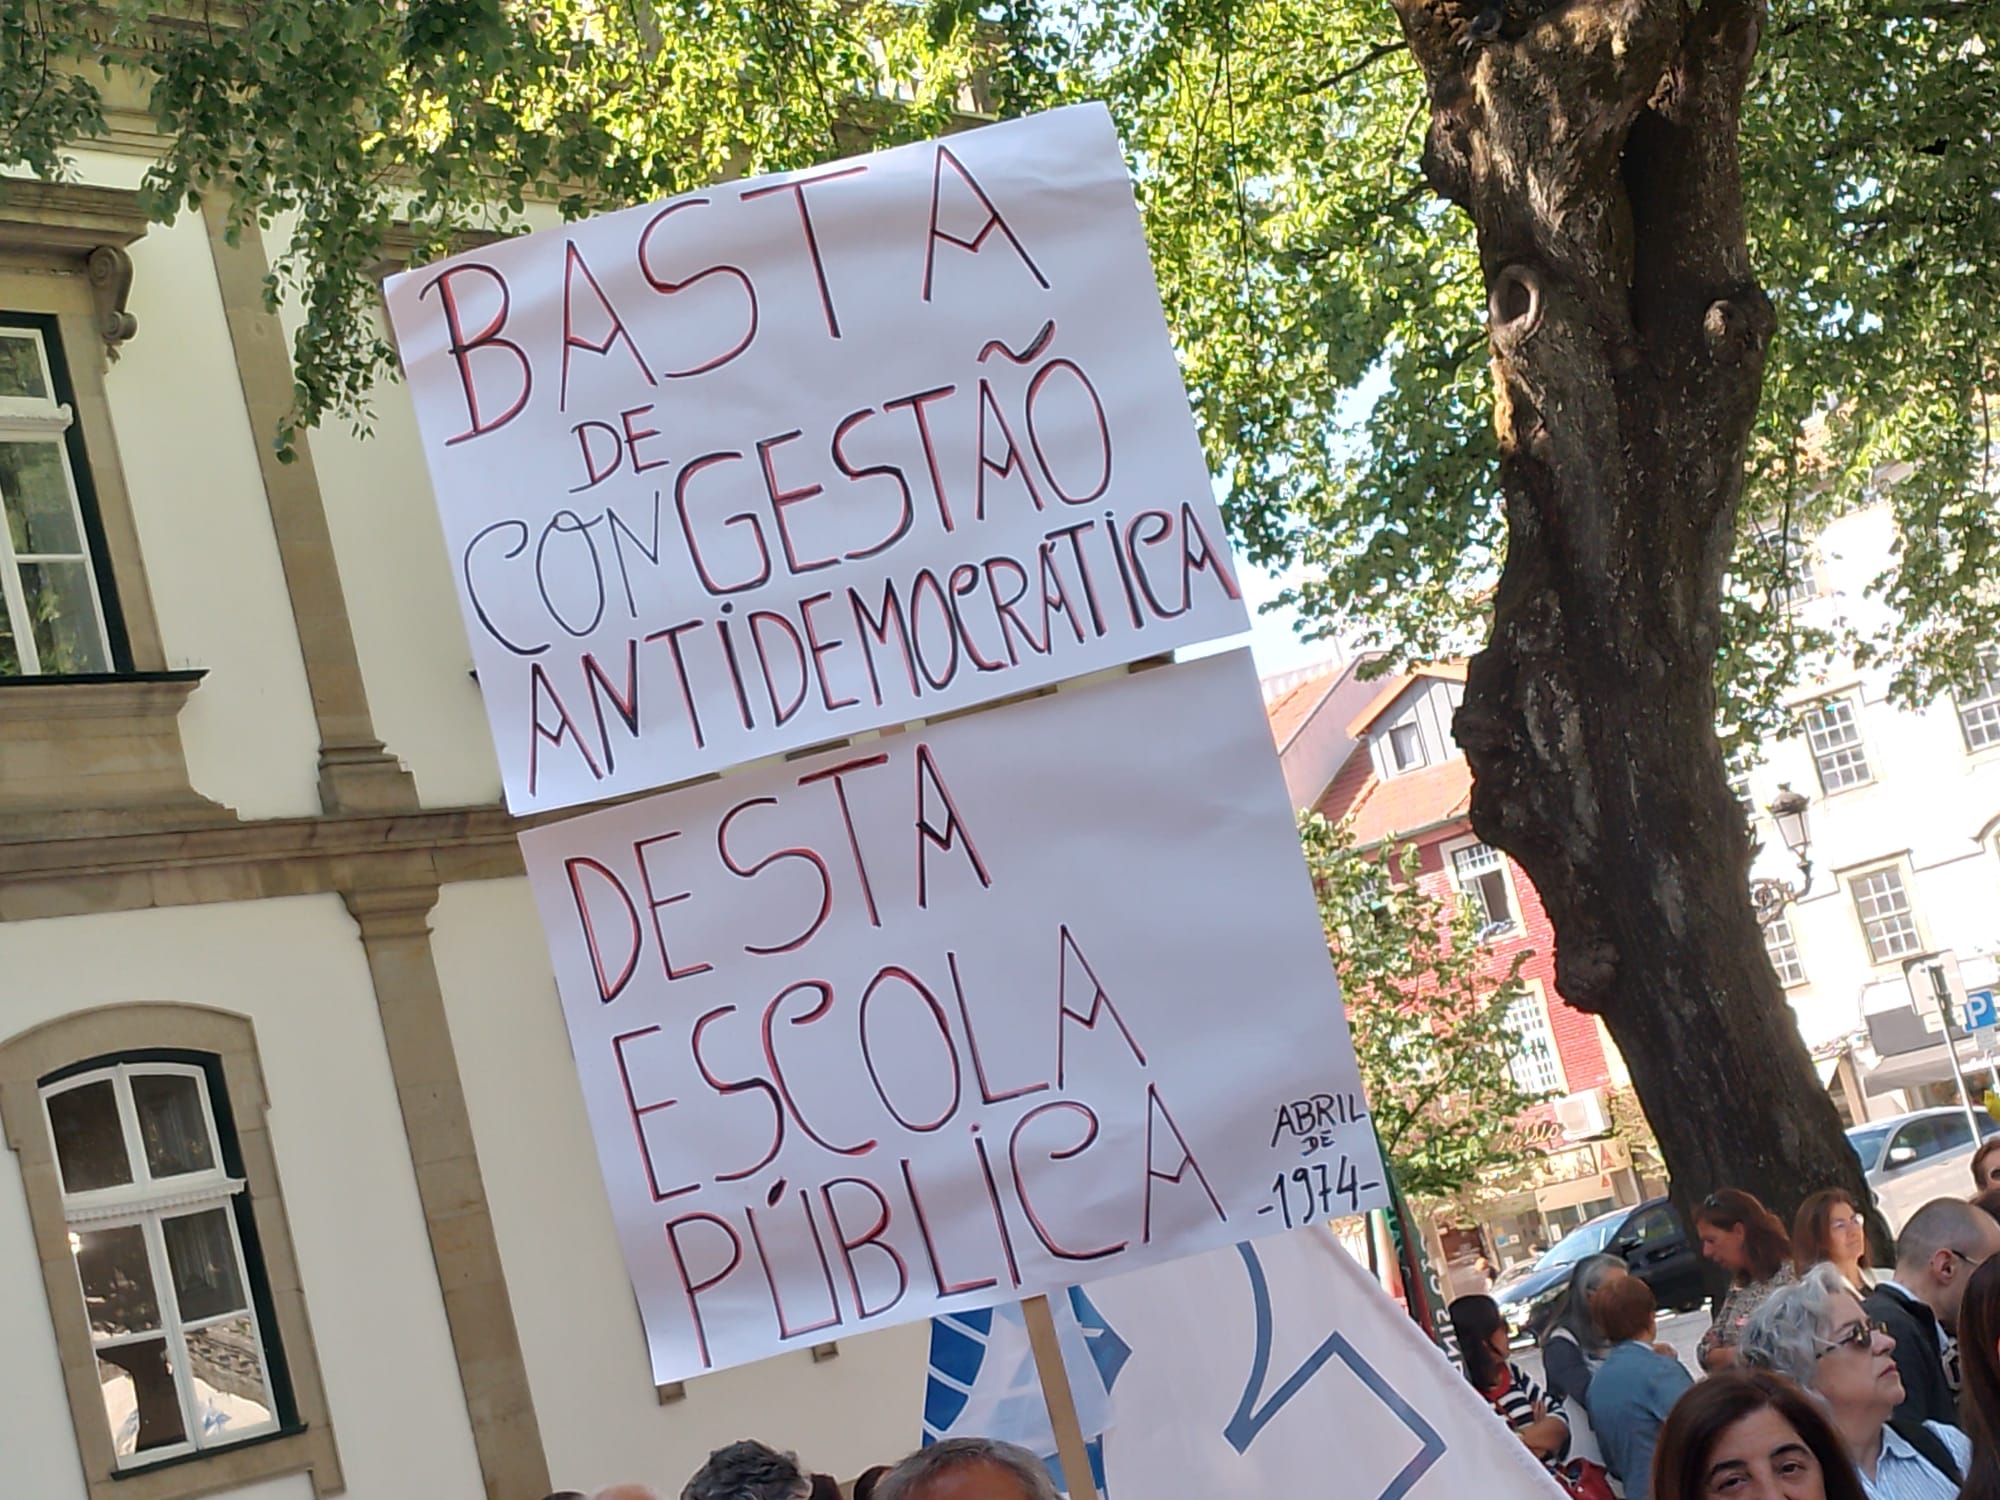 BASTA
DE
CONGESTÃO
ANTIDEMOCRÁTICA
DESTA
ESCOLA
PÚBLICA
ABRIL
DE
-1974-
P